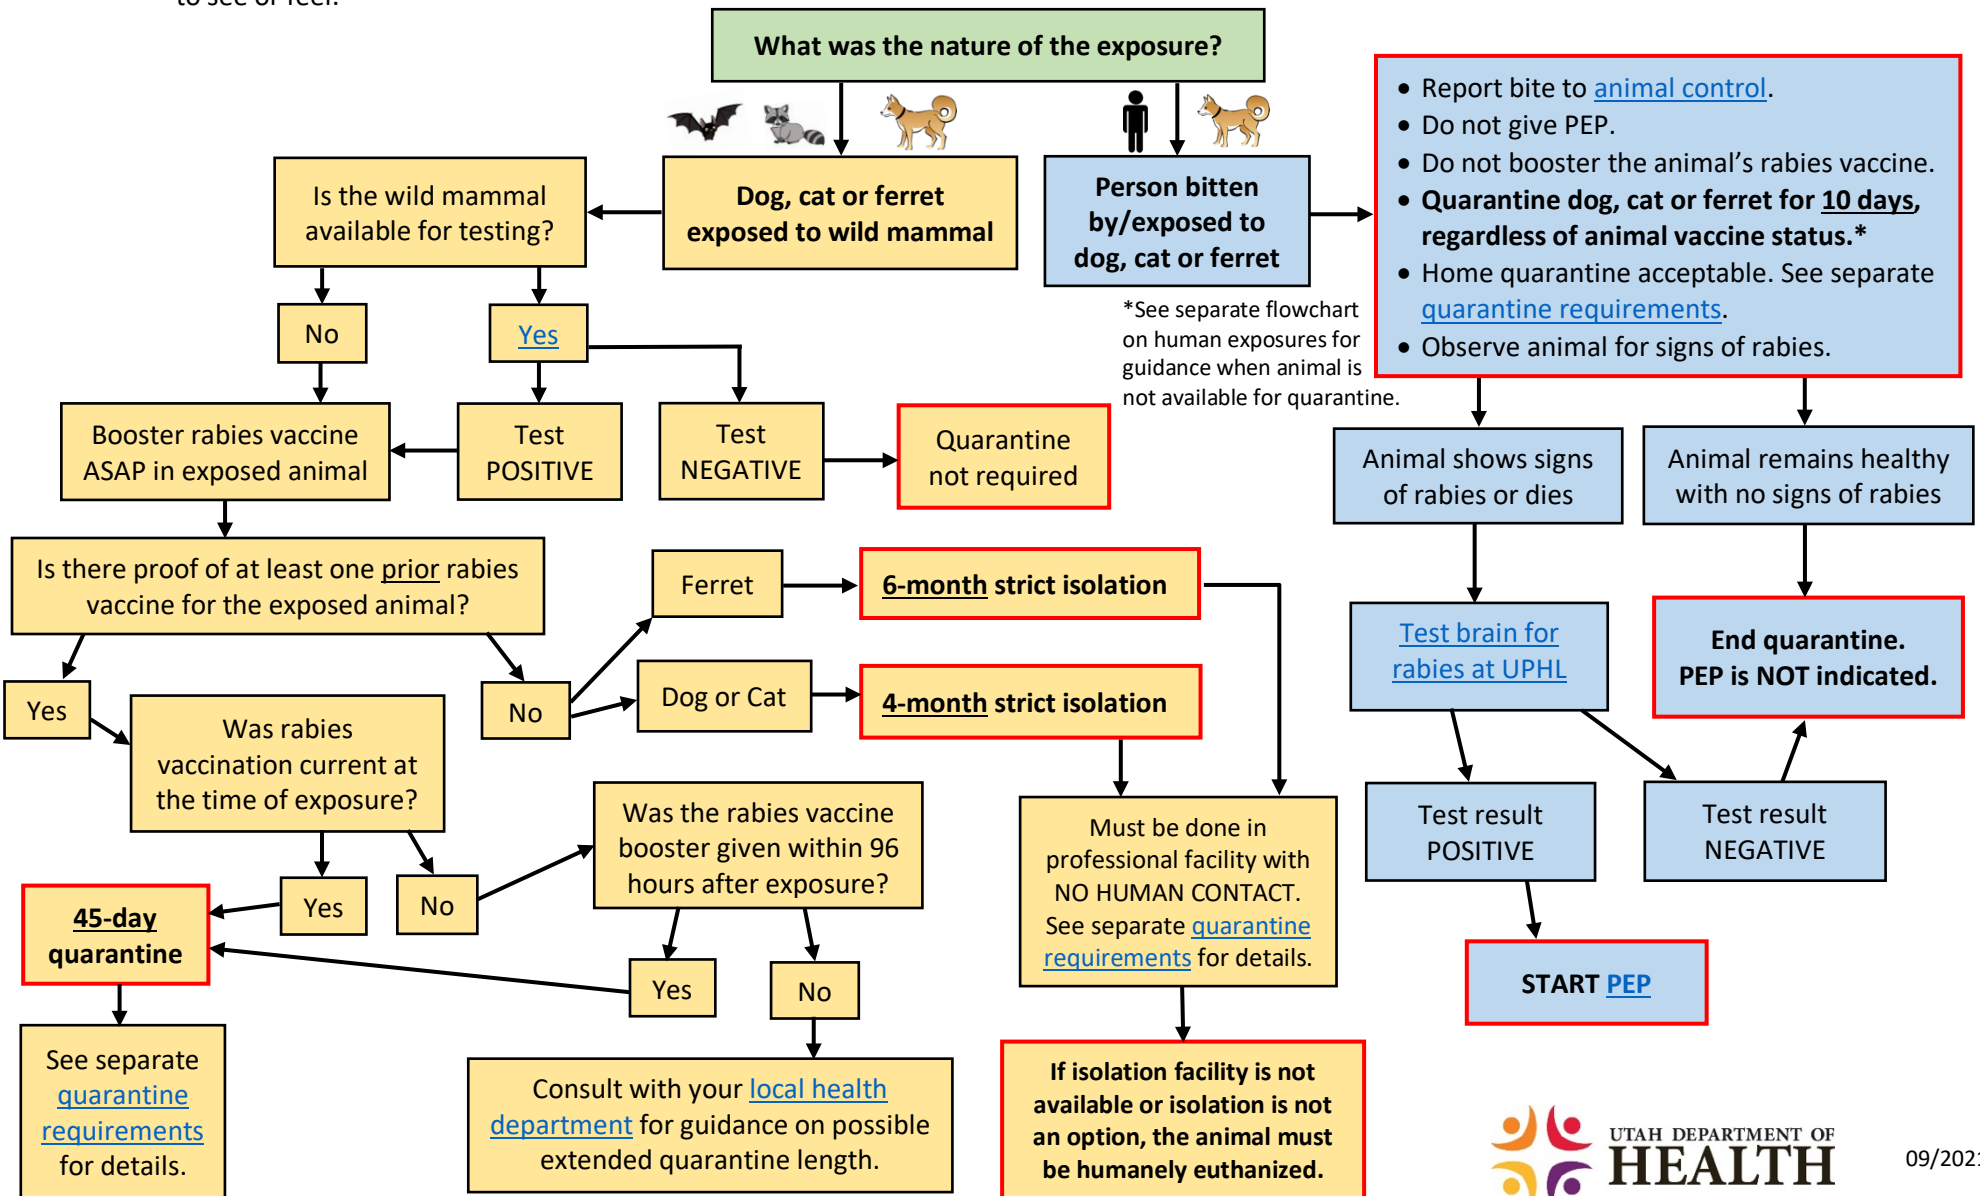 to see or feel.
What was the nature of the exposure?
Dog, cat or ferret
exposed to wild mammal
Person bitten
by/exposed to
dog, cat or ferret
• Report bite to animal control.
• Do not give PEP.
• Do not booster the animal’s rabies vaccine.
• Quarantine dog, cat or ferret for 10 days,
regardless of animal vaccine status.*
• Home quarantine acceptable. See separate
quarantine requirements.
• Observe animal for signs of rabies.
*See separate flowchart
on human exposures for
guidance when animal is
not available for quarantine.
Is the wild mammal
available for testing?
No
Yes
Booster rabies vaccine
ASAP in exposed animal
Test
POSITIVE
Test
NEGATIVE
Quarantine
not required
Animal shows signs
of rabies or dies
Animal remains healthy
with no signs of rabies
Is there proof of at least one prior rabies
vaccine for the exposed animal?
Ferret
6-month strict isolation
Yes
No
Dog or Cat
4-month strict isolation
Test brain for
rabies at UPHL
End quarantine.
PEP is NOT indicated.
Was rabies
vaccination current at
the time of exposure?
Was the rabies vaccine
booster given within 96
hours after exposure?
Must be done in
professional facility with
NO HUMAN CONTACT.
See separate quarantine
requirements for details.
Test result
POSITIVE
Test result
NEGATIVE
45-day
quarantine
Yes
No
Yes
No
START PEP
See separate
quarantine
requirements
for details.
Consult with your local health
department for guidance on possible
extended quarantine length.
If isolation facility is not
available or isolation is not
an option, the animal must
be humanely euthanized.
UTAH DEPARTMENT OF
HEALTH
09/2021